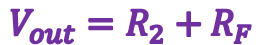 V_out = R_2 + R_F